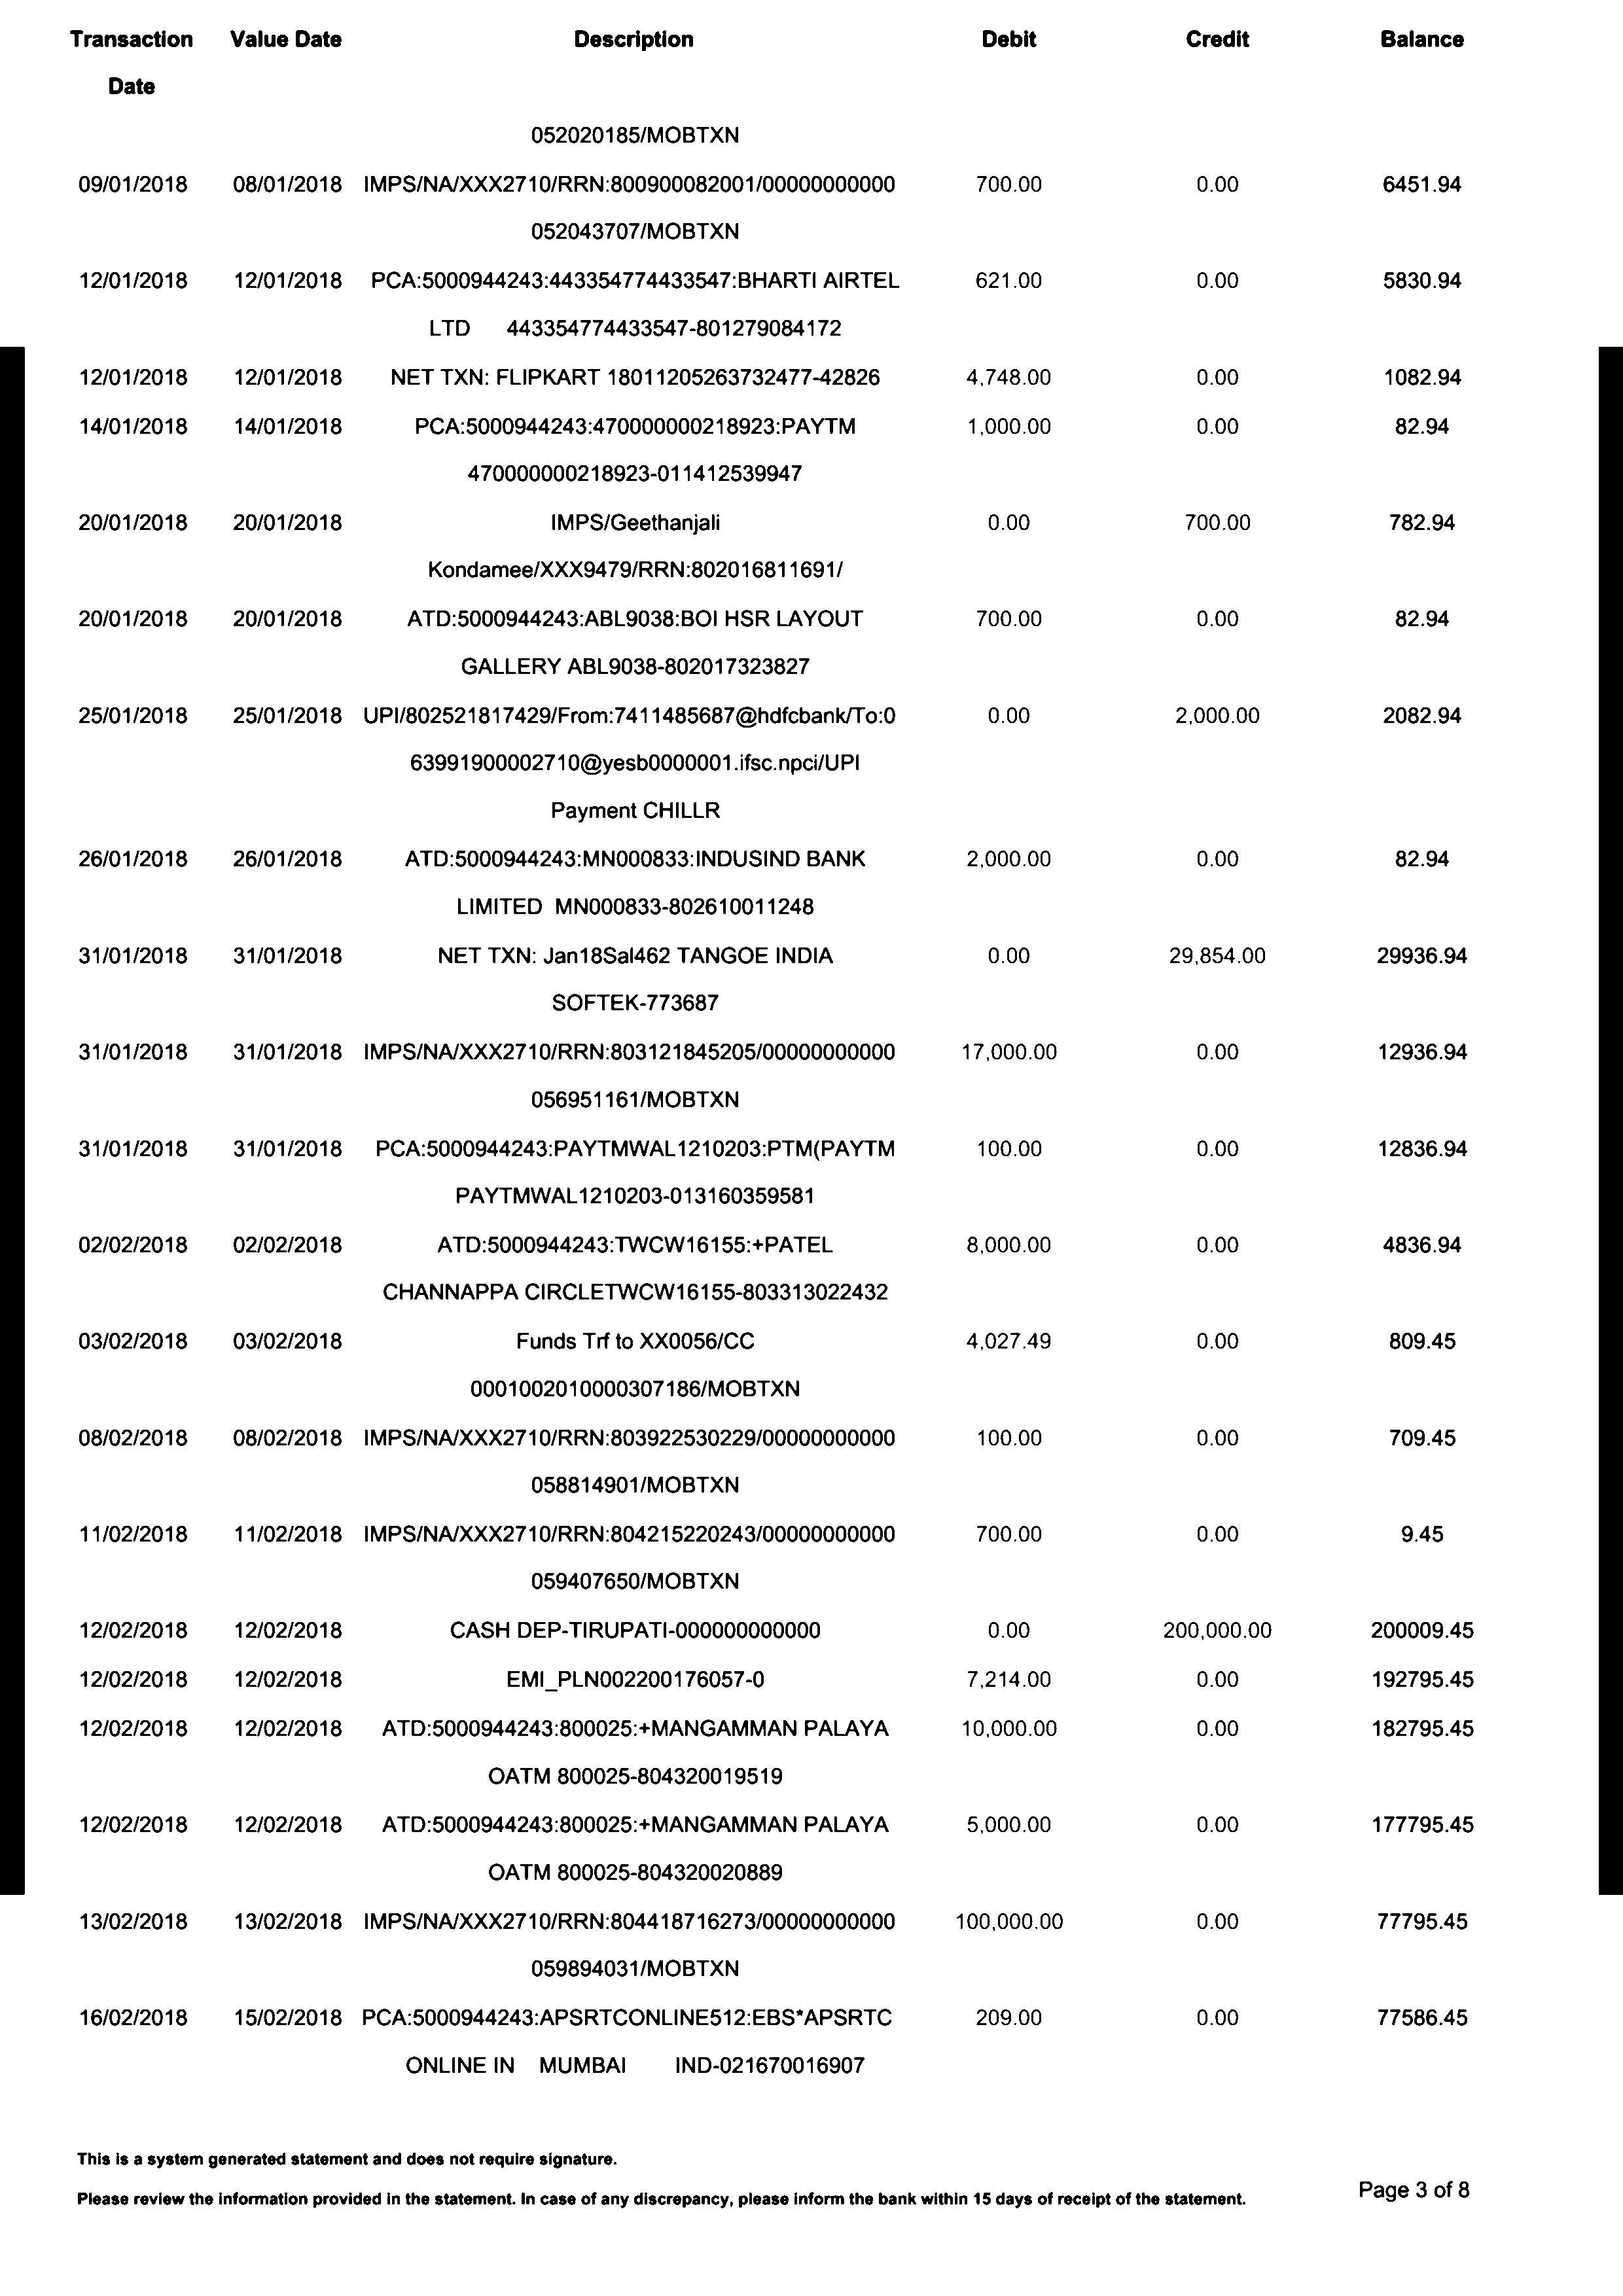 Transaction Value Date Description Debit Credit Balance
Date
052020185/MOBTXN
09/01/2018 08/01/2018 IMPS/NA/XXX2710/RRN:800900082001/00000000000 700.00 0.00 6451.94
052043707/MOBTXN
12/01/2018 12/01/2018 PCA:5000944243:443354774433547:BHARTI AIRTEL 621.00 0.00 5830.94
LTD 443354774433547-801279084172
12/01/2018 12/01/2018 NET TXN: FLIPKART 18011205263732477-42826 4,748.00 0.00 1082.94
14/01/2018 14/01/2018 PCA:5000944243:470000000218923:PAYTM 1,000.00 0.00 82.94
470000000218923-011412539947
20/01/2018 20/01/2018 IMPS/Geethanjali 0.00 700.00 782.94
Kondamee/XXX9479/RRN:802016811691/
20/01/2018 20/01/2018 ATD:5000944243:ABL9038:BOI HSR LAYOUT 700.00 0.00 82.94
GALLERY ABL9038-802017323827
25/01/2018 25/01/2018 UPI/802521817429/From:7411485687@hdfcbank/To:0 0.00 2,000.00 2082.94
63991900002710@yesb0000001.ifsc.npci/UPI
Payment CHILLR
26/01/2018 26/01/2018 ATD:5000944243:MN000833:INDUSIND BANK 2,000.00 0.00 82.94
LIMITED MN000833-802610011248
31/01/2018 31/01/2018 NET TXN: Jan18Sal462 TANGOE INDIA 0.00 29,854.00 29936.94
SOFTEK-773687
31/01/2018 31/01/2018 IMPS/NA/XXX2710/RRN:803121845205/00000000000 17,000.00 0.00 12936.94
056951161/MOBTXN
31/01/2018 31/01/2018 PCA:5000944243:PAYTMWAL1210203:PTM(PAYTM 100.00 0.00 12836.94
PAYTMWAL1210203-013160359581
02/02/2018 02/02/2018 ATD:5000944243:TWCW16155:+PATEL 8,000.00 0.00 4836.94
CHANNAPPA CIRCLETWCW16155-803313022432
03/02/2018 03/02/2018 Funds Trf to XX0056/CC 4,027.49 0.00 809.45
0001002010000307186/MOBTXN
08/02/2018 08/02/2018 IMPS/NA/XXX2710/RRN:803922530229/00000000000 100.00 0.00 709.45
058814901/MOBTXN
11/02/2018 11/02/2018 IMPS/NA/XXX2710/RRN:804215220243/00000000000 700.00 0.00 9.45
059407650/MOBTXN
12/02/2018 12/02/2018 CASH DEP-TIRUPATI-000000000000 0.00 200,000.00 200009.45
12/02/2018 12/02/2018 EMI_PLN002200176057-0 7,214.00 0.00 192795.45
12/02/2018 12/02/2018 ATD:5000944243:800025:+MANGAMMAN PALAYA 10,000.00 0.00 182795.45
OATM 800025-804320019519
12/02/2018 12/02/2018 ATD:5000944243:800025:+MANGAMMAN PALAYA 5,000.00 0.00 177795.45
OATM 800025-804320020889
13/02/2018 13/02/2018 IMPS/NA/XXX2710/RRN:804418716273/00000000000 100,000.00 0.00 77795.45
059894031/MOBTXN
16/02/2018 15/02/2018 PCA:5000944243:APSRTCONLINE512:EBS*APSRTC 209.00 0.00 77586.45
ONLINE IN MUMBAI IND-021670016907
This is a system generated statement and does not require signature.
Please review the information provided in the statement. In case of any discrepancy, please inform the bank within 15 days of receipt of the statement.
Page 3 of 8